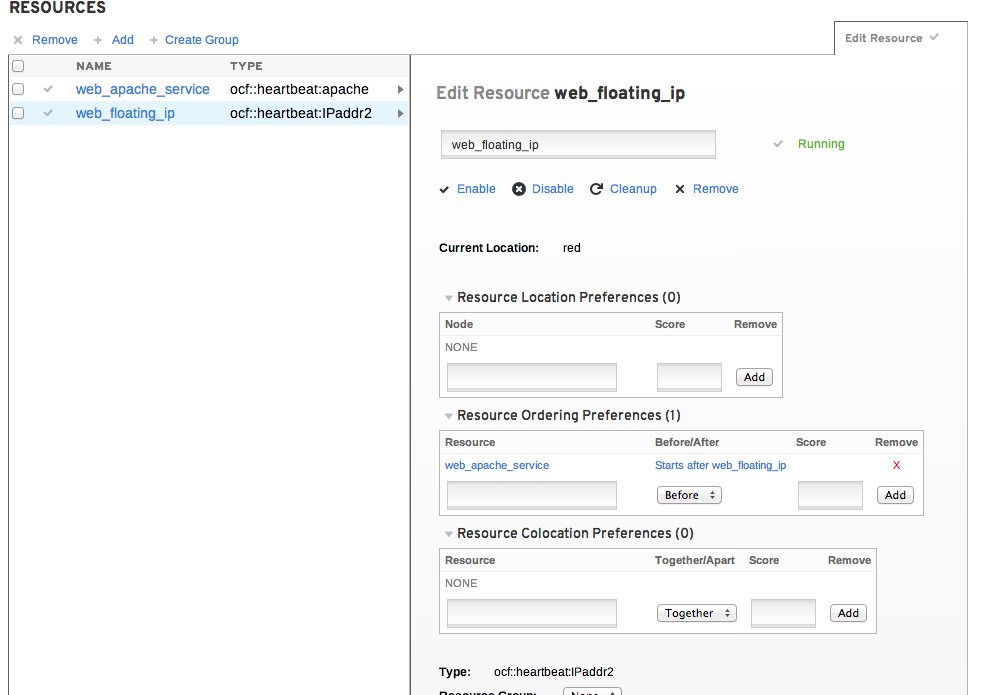 RESOURCES
Remove Add Create Group
Edit Resource
NAME TYPE
web_apache_service ocf::heartbeat:apache
web_floating_ip ocf::heartbeat:IPaddr2
Edit Resource web_floating_ip
web_floating_ip
Running
Enable Disable Cleanup Remove
Current Location: red
Resource Location Preferences (0)
Node Score Remove
NONE
Add
Resource Ordering Preferences (1)
Resource Before/After Score Remove
web_apache_service Starts after web_floating_ip X
Before Add
Resource Colocation Preferences (0)
Resource Together/Apart Score Remove
NONE
Together Add
Type: ocf::heartbeat:IPaddr2
Resource Group: None